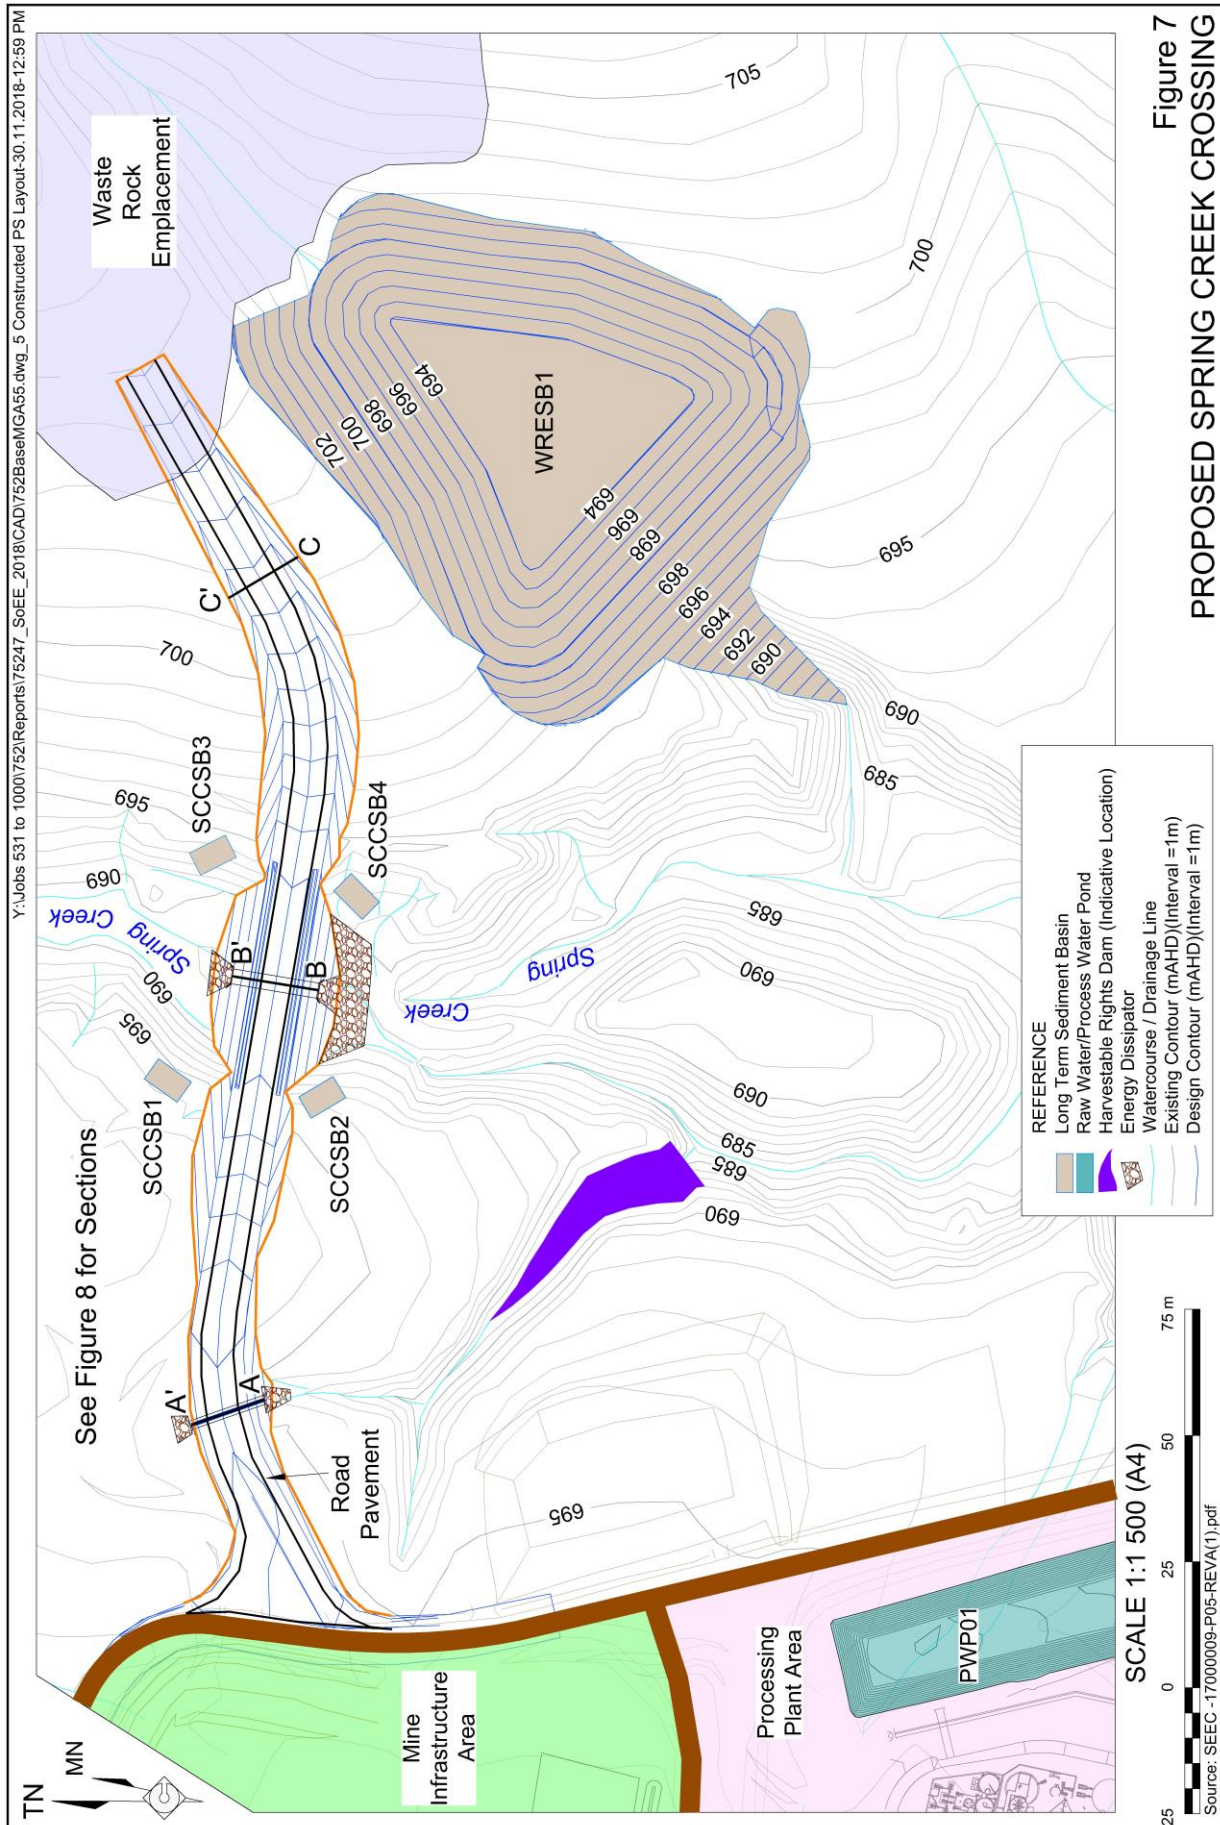 Y:\Jobs 531 to 1000\752\Reports\75247_SoEE_2018\CAD\752BaseMGA55.dwg_5 Constructed PS Layout-30.11.2018-12:59 PM
TN
MN
See Figure 8 for Sections
Waste
Rock
Emplacement
705
700
C'
C
700
SCCSB3
695
690
Creek
Spring
690
695
SCCSB1
SCCSB4
B'
B
SCCSB2
A'
A
Road
Pavement
702
700
698
696
694
WRESB1
694
696
698
698
696
694
692
690
695
690
685
Spring
Creek
685
690
690
685
685
690
695
Mine
Infrastructure
Area
Processing
Plant Area
PWP01
REFERENCE
Long Term Sediment Basin
Raw Water/Process Water Pond
Harvestable Rights Dam (Indicative Location)
Energy Dissipator
Watercourse / Drainage Line
Existing Contour (mAHD)(Interval =1m)
Design Contour (mAHD)(Interval =1m)
SCALE 1:1 500 (A4)
25 0 25 50 75 m
Source: SEEC -17000009-P05-REVA(1).pdf
Figure 7
PROPOSED SPRING CREEK CROSSING